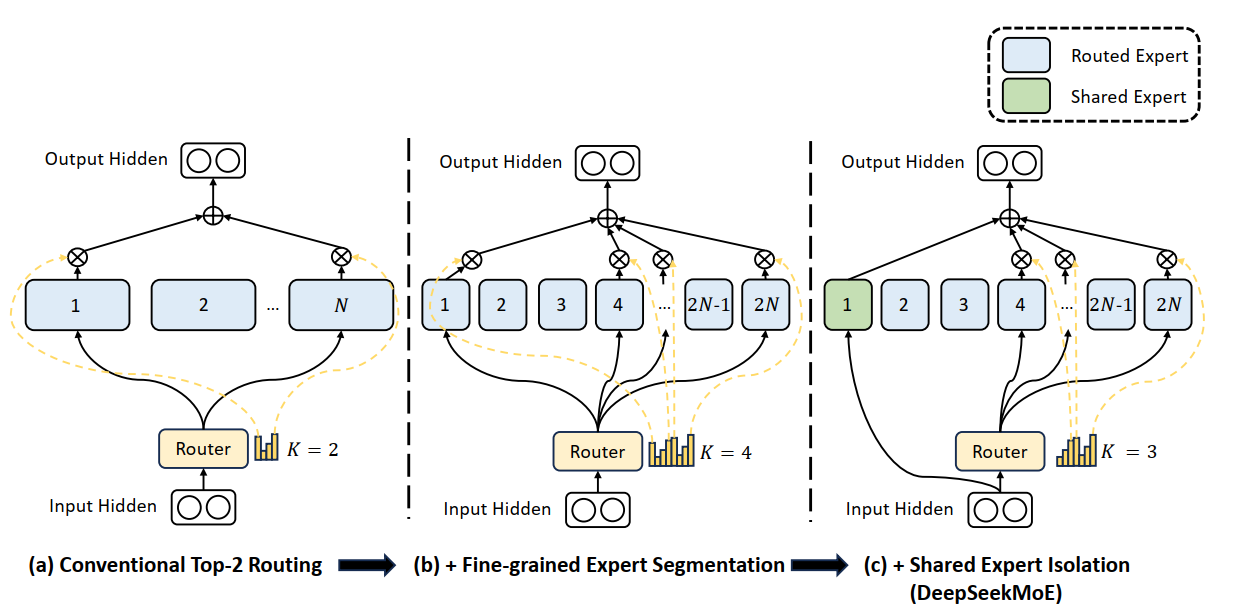 Routed Expert
Shared Expert
Output Hidden
1
2
...
N
Router
K = 2
Input Hidden
(a) Conventional Top-2 Routing
Output Hidden
1
2
3
4
...
2N-1
2N
Router
K = 4
Input Hidden
(b) + Fine-grained Expert Segmentation
Output Hidden
1
2
3
4
...
2N-1
2N
Router
K = 3
Input Hidden
(c) + Shared Expert Isolation
(DeepSeekMoE)